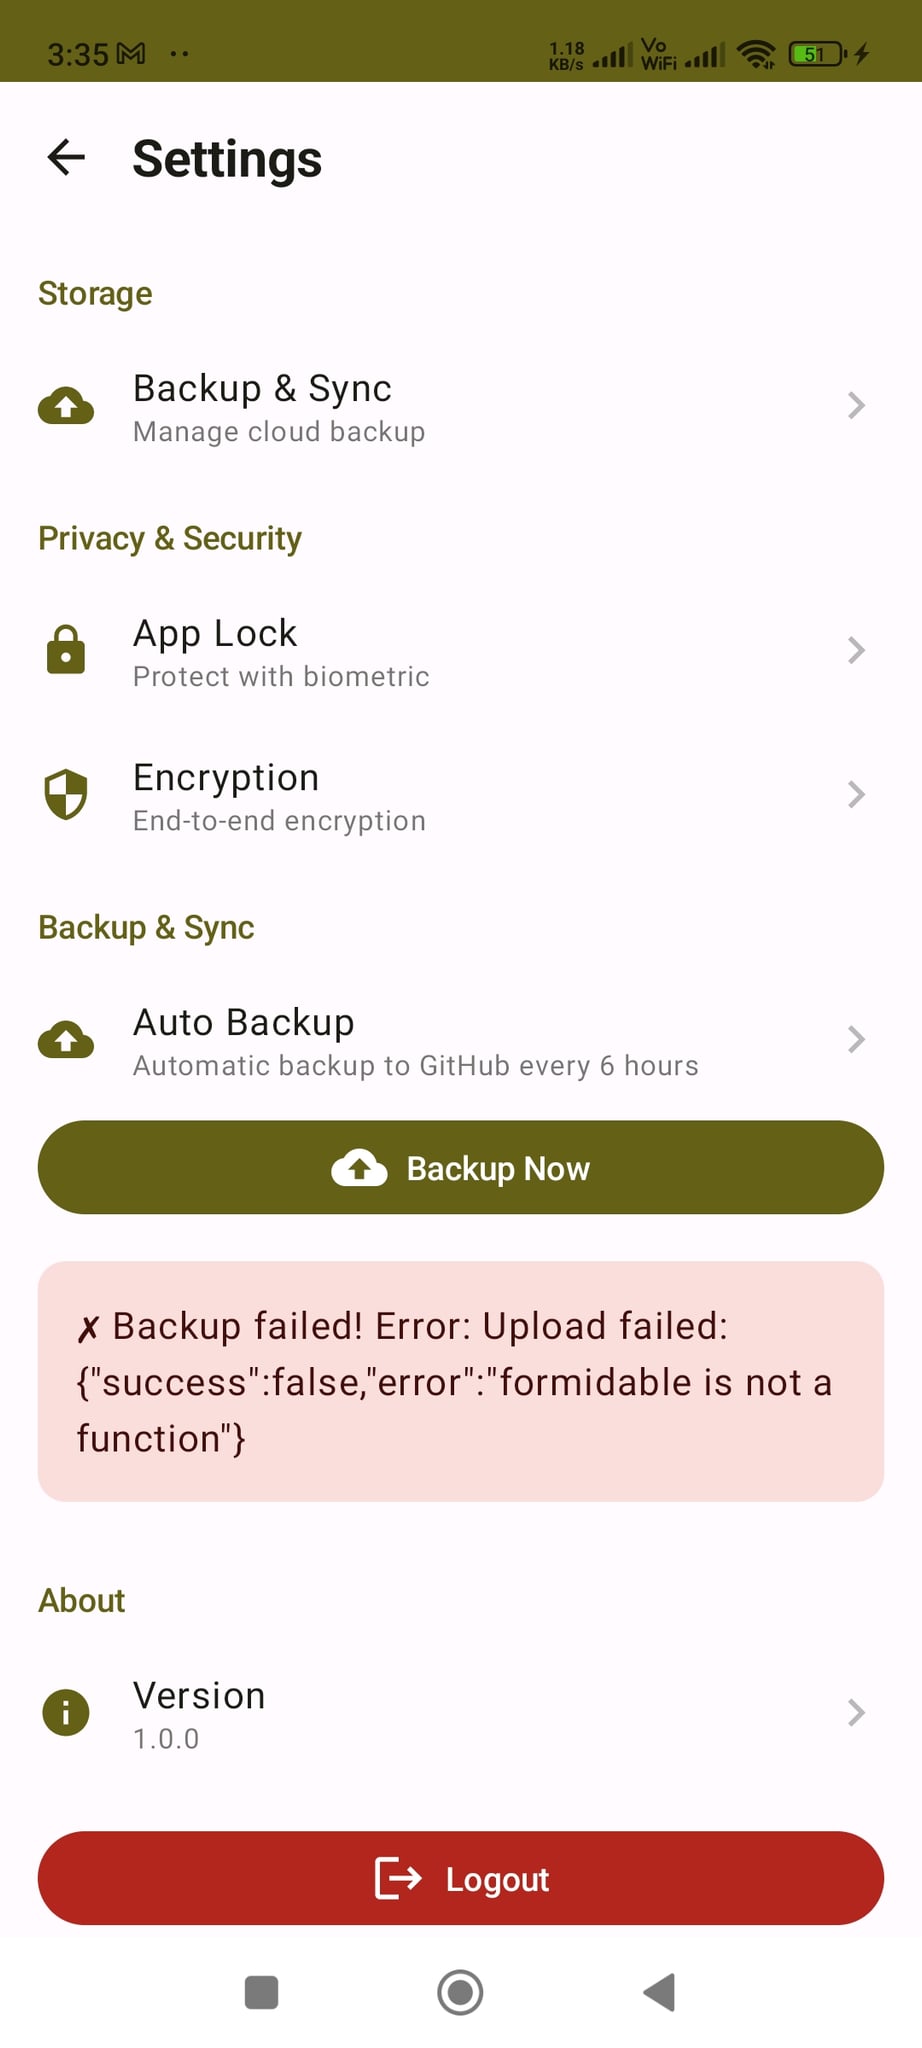 3:35
1.18 KB/s
Vo WiFi
51
Settings
Storage
Backup & Sync
Manage cloud backup
Privacy & Security
App Lock
Protect with biometric
Encryption
End-to-end encryption
Backup & Sync
Auto Backup
Automatic backup to GitHub every 6 hours
Backup Now
✗ Backup failed! Error: Upload failed:
{"success":false,"error":"formidable is not a
function"}
About
Version
1.0.0
Logout